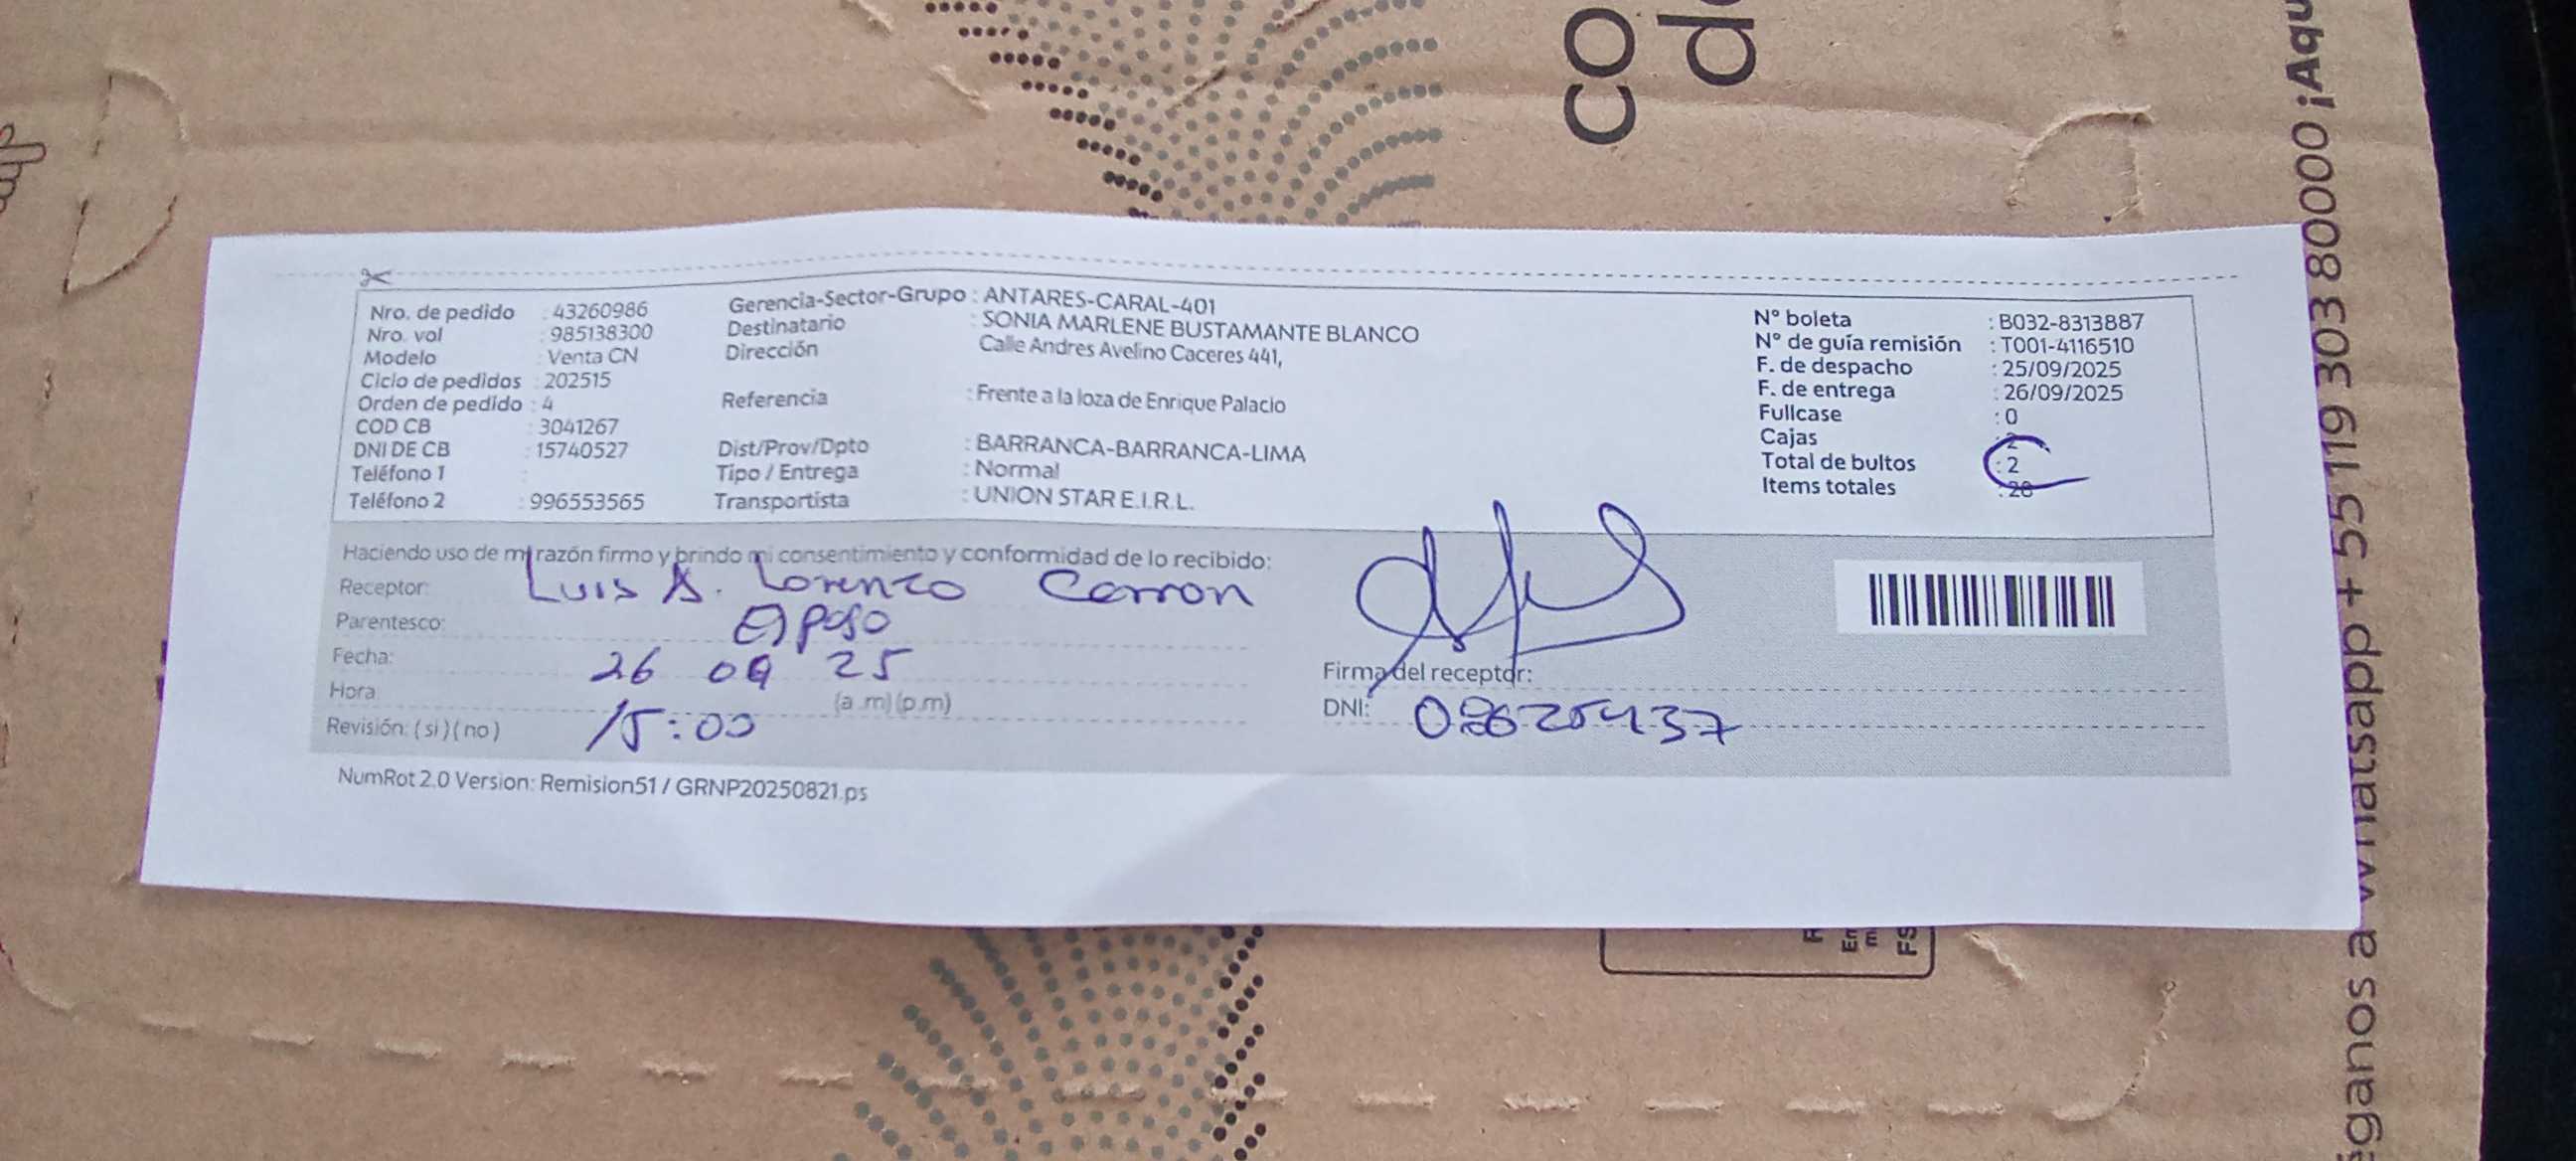 co
de
Nro. de pedido : 43260986
Nro. val : 985138300
Modelo : Venta CN
Ciclo de pedidos : 202515
Orden de pedido : 4
COD CB : 3041267
DNI DE CB : 15740527
Teléfono 1 :
Teléfono 2 : 996553565
Gerencia-Sector-Grupo : ANTARES-CARAL-401
Destinatario : SONIA MARLENE BUSTAMANTE BLANCO
Dirección : Calle Andres Avelino Caceres 441,
Referencia : Frente a la loza de Enrique Palacio
Dist/Prov/Dpto : BARRANCA-BARRANCA-LIMA
Tipo / Entrega : Normal
Transportista : UNION STAR E.I.R.L.
N° boleta : B032-8313887
N° de guía remisión : T001-4116510
F. de despacho : 25/09/2025
F. de entrega : 26/09/2025
Fullcase : 0
Cajas : 2
Total de bultos : 2
Items totales : 28
Haciendo uso de mi razón firmo y brindo mi consentimiento y conformidad de lo recibido:
Receptor: Luis A. Lorenzo
Parentesco: Esposo
Fecha: 26 09 25
Hora (a.m) (p.m)
Revisión: (si) (no) 15:00
Firma del receptor:
DNI: 08625437
NumRot 2.0 Version: Remision51 / GRNP20250821.ps
a whatsapp + 55 119 303 80000 ¡Aqu